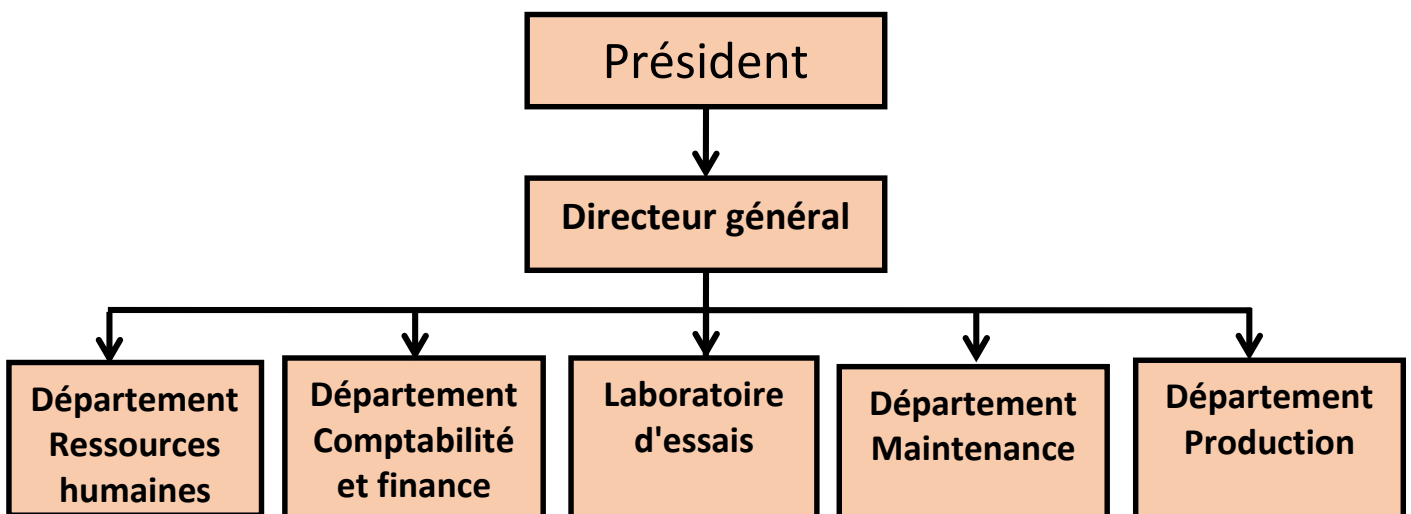 Président
Directeur général
Département
Ressources
humaines
Département
Comptabilité
et finance
Laboratoire
d'essais
Département
Maintenance
Département
Production